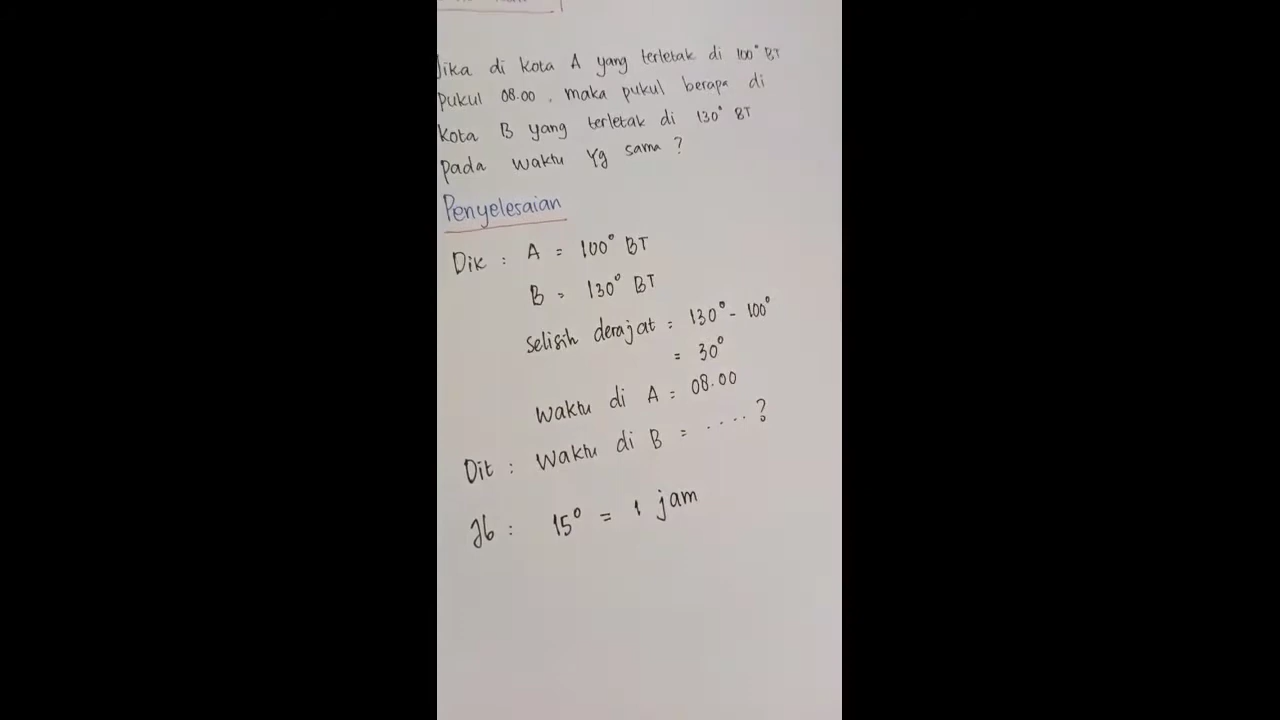 Jika di kota A yang terletak di 100° BT
pukul 08.00, maka pukul berapa di
kota B yang terletak di 130° BT
pada waktu yg sama ?
Penyelesaian
Dik : A = 100° BT
B = 130° BT
Selisih derajat = 130° - 100°
= 30°
Waktu di A = 08.00
Dit : Waktu di B = ....?
Jb : 15° = 1 jam